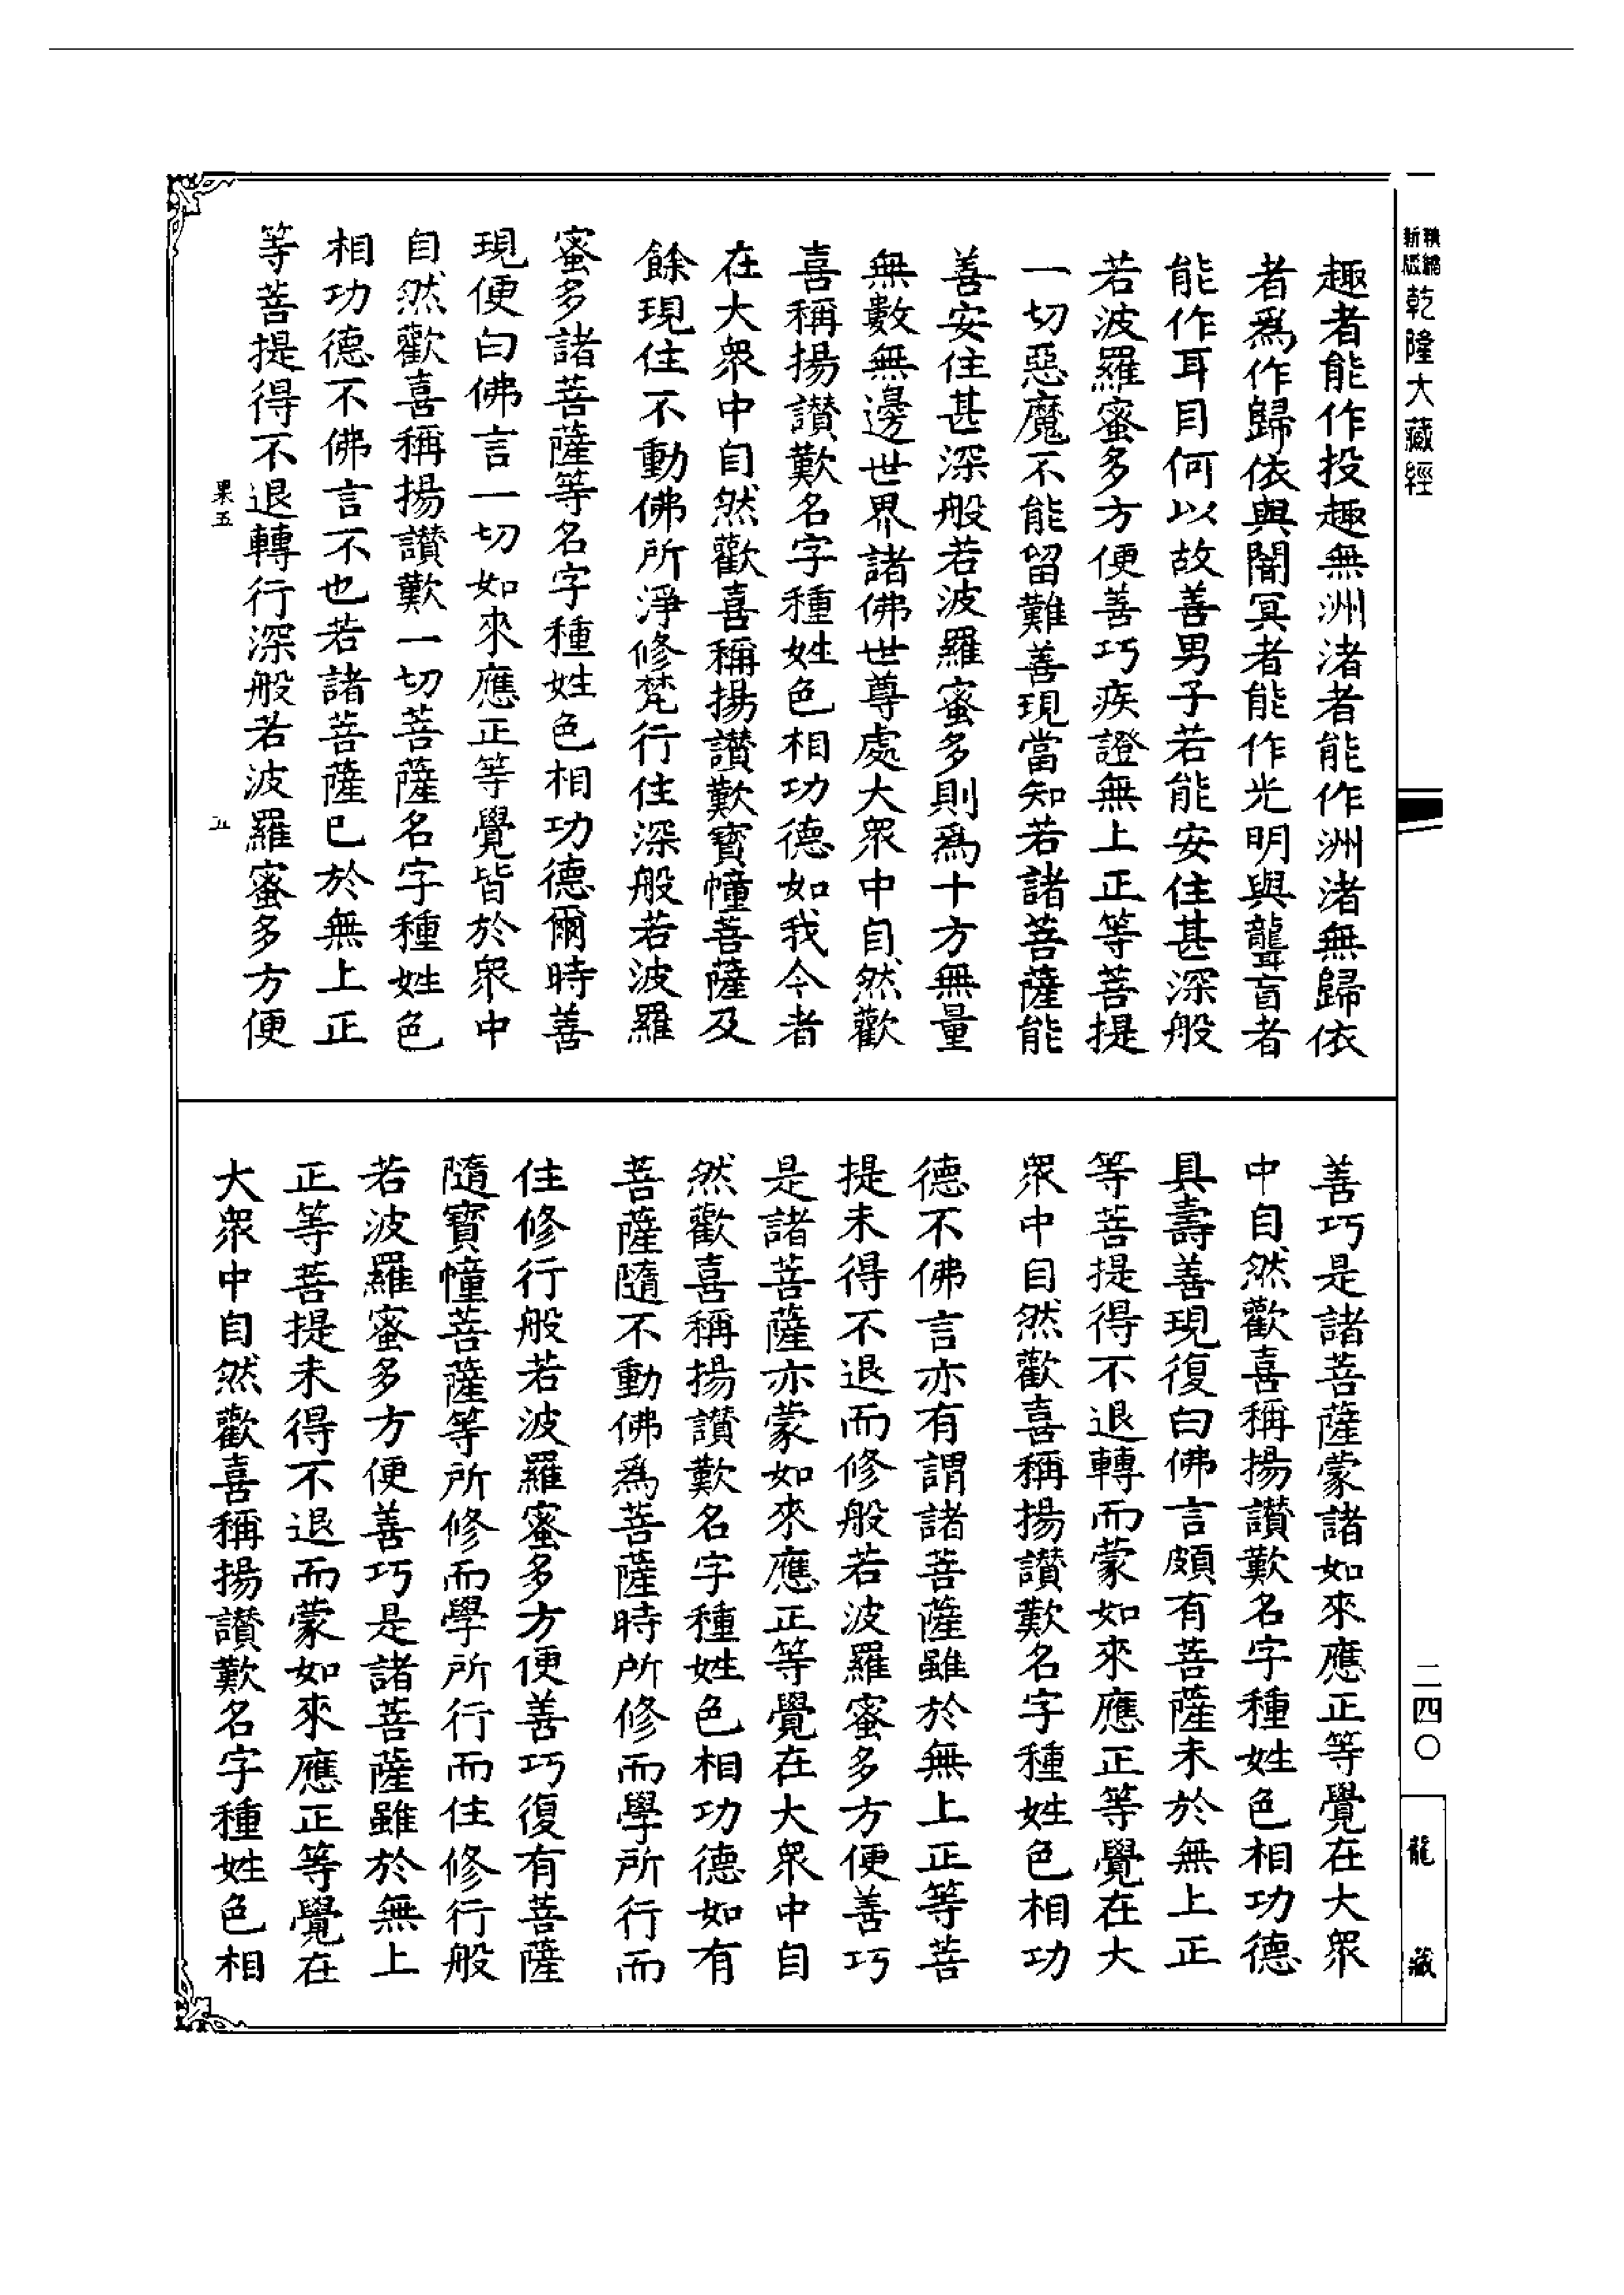 精編
新版
乾隆大藏經
趣者能作投趣無洲渚者能作洲渚無歸依
者爲作歸依與闇冥者能作光明與聾盲者
能作耳目何以故善男子若能安住甚深般
若波羅蜜多方便善巧疾證無上正等菩提
一切惡魔不能留難善現當知若諸菩薩能
善安住甚深般若波羅蜜多則爲十方無量
無數無邊世界諸佛世尊處大眾中自然歡
喜稱揚讃歎名字種姓色相功德如我今者
在大眾中自然歡喜稱揚讃歎寶幢菩薩及
餘現住不動佛所淨修梵行住深般若波羅
蜜多諸菩薩等名字種姓色相功德爾時善
現便白佛言一切如來應正等覺皆於眾中
自然歡喜稱揚讃歎一切菩薩名字種姓色
相功德不佛言不也若諸菩薩已於無上正
等菩提得不退轉行深般若波羅蜜多方便
果五
五
善巧是諸菩薩蒙諸如來應正等覺在大眾
中自然歡喜稱揚讃歎名字種姓色相功德
具壽善現復白佛言頗有菩薩未於無上正
等菩提得不退轉而蒙如來應正等覺在大
眾中自然歡喜稱揚讃歎名字種姓色相功
德不佛言亦有謂諸菩薩雖於無上正等菩
提未得不退而修般若波羅蜜多方便善巧
是諸菩薩亦蒙如來應正等覺在大眾中自
然歡喜稱揚讃歎名字種姓色相功德如有
菩薩隨不動佛爲菩薩時所修而學所行而
住修行般若波羅蜜多方便善巧復有菩薩
隨寶幢菩薩等所修而學所行而住修行般
若波羅蜜多方便善巧是諸菩薩雖於無上
正等菩提未得不退而蒙如來應正等覺在
大眾中自然歡喜稱揚讃歎名字種姓色相
二四〇
龍藏